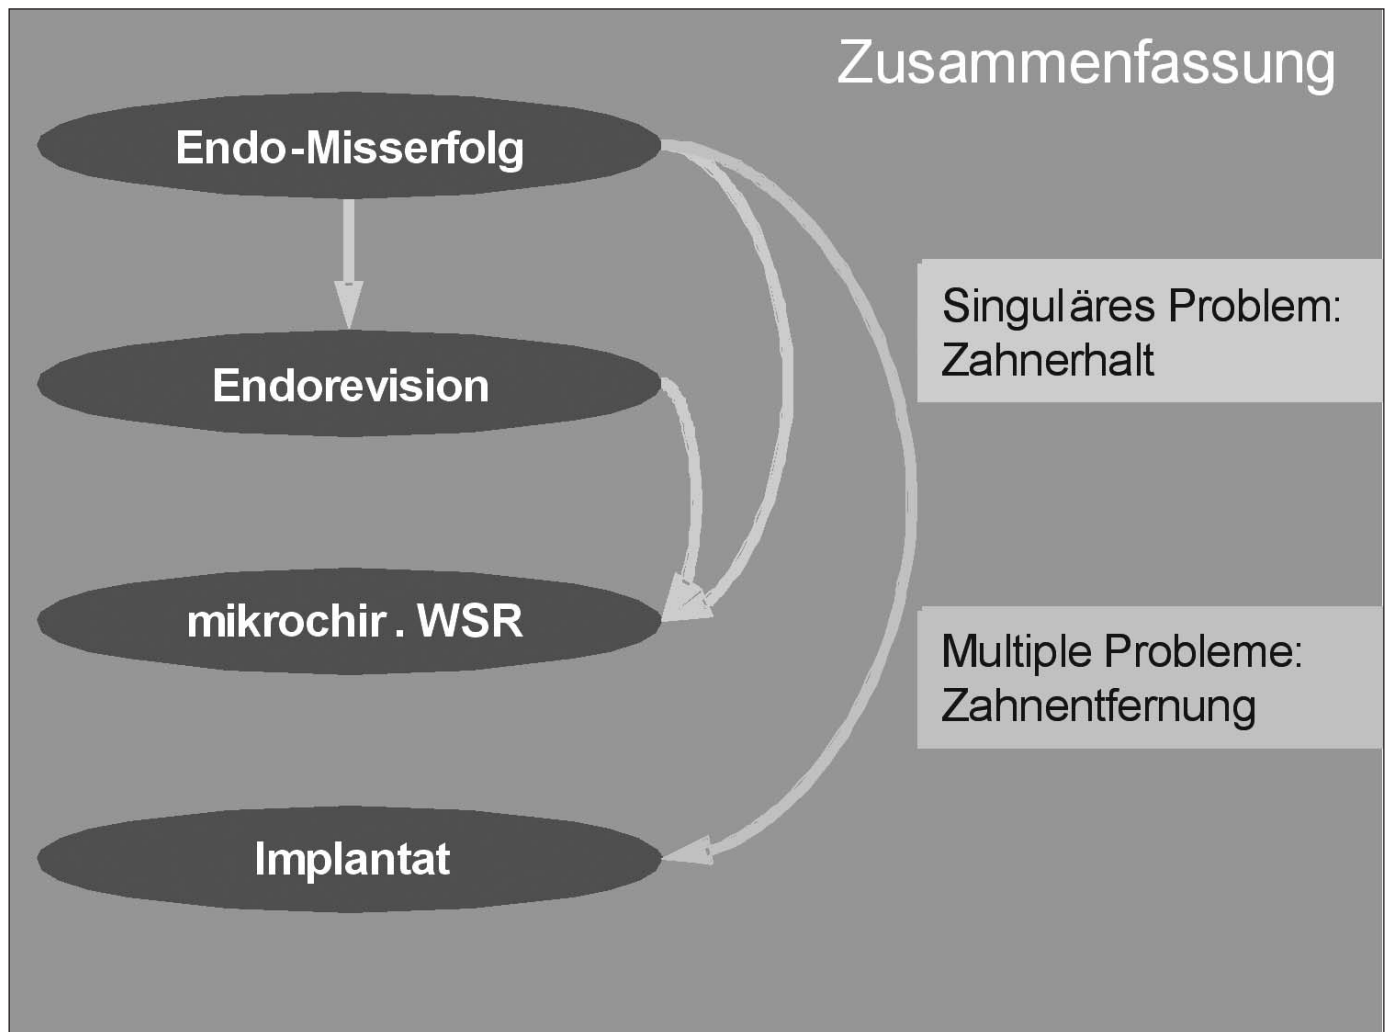 Zusammenfassung
Endo-Misserfolg
Endorevision
mikrochir. WSR
Implantat
Singuläres Problem:
Zahnerhalt
Multiple Probleme:
Zahnentfernung